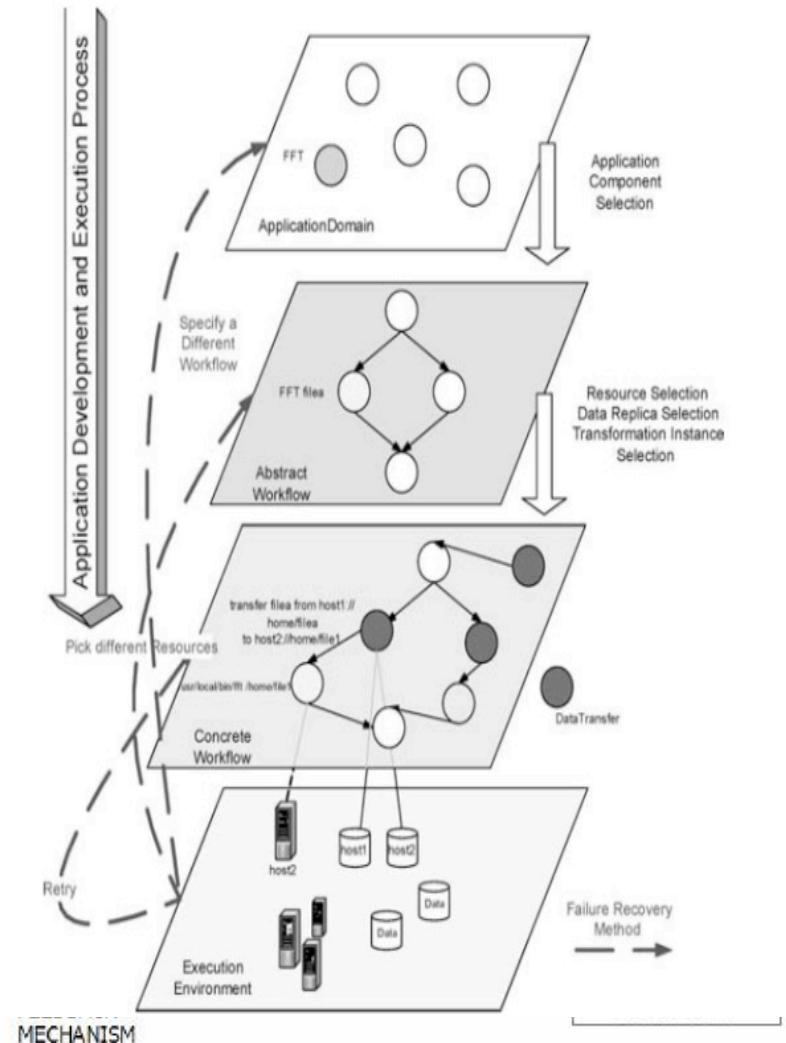 Application Development and Execution Process
FFT
ApplicationDomain
Application
Component
Selection
Specify a
Different
Workflow
FFT filea
Abstract
Workflow
Resource Selection
Data Replica Selection
Transformation Instance
Selection
transfer filea from host1://
home/filea
to host2://home/file1
Pick different Resources
usr/local/bin/fft /home/file1
DataTransfer
Concrete
Workflow
host2
host1
host2
Retry
Data
Data
Failure Recovery
Method
Execution
Environment
MECHANISM